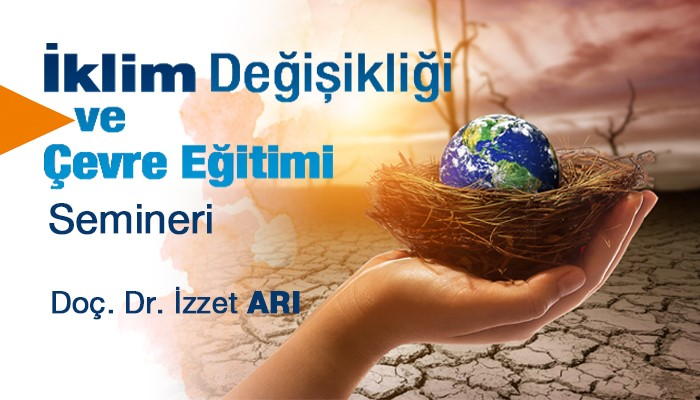 İklim Değişikliği
ve
Çevre Eğitimi
Semineri
Doç. Dr. İzzet ARI